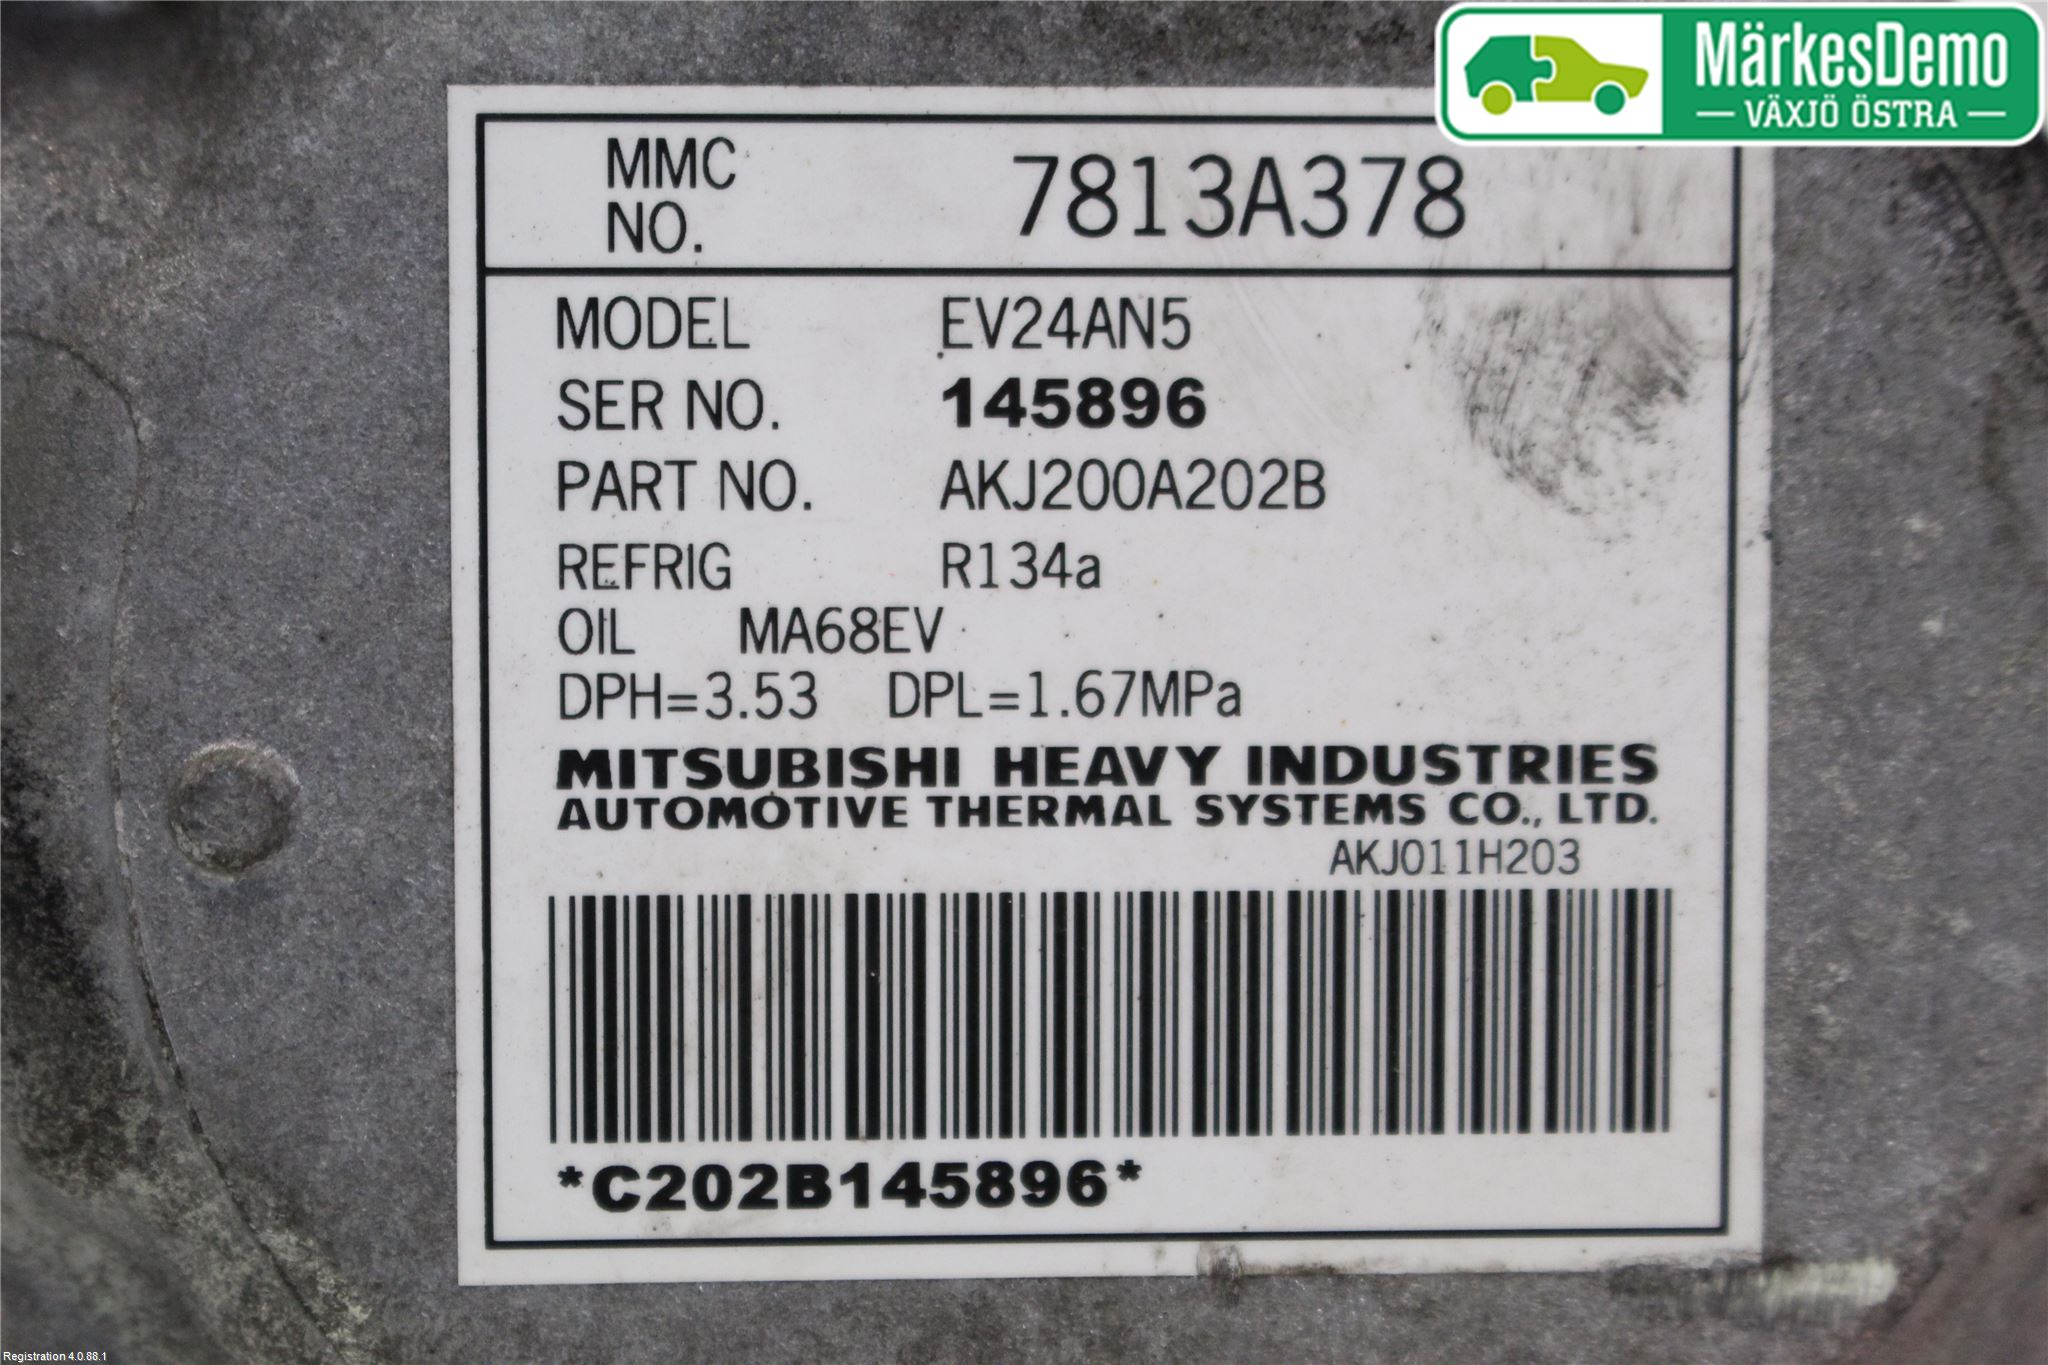 MärkesDemo
VÄXJÖ ÖSTRA
MMC NO. 7813A378
MODEL EV24AN5
SER NO. 145896
PART NO. AKJ200A202B
REFRIG R134a
OIL MA68EV
DPH=3.53 DPL=1.67MPa
MITSUBISHI HEAVY INDUSTRIES
AUTOMOTIVE THERMAL SYSTEMS CO., LTD.
AKJ011H203
*C202B145896*
Registration 4.0.88.1